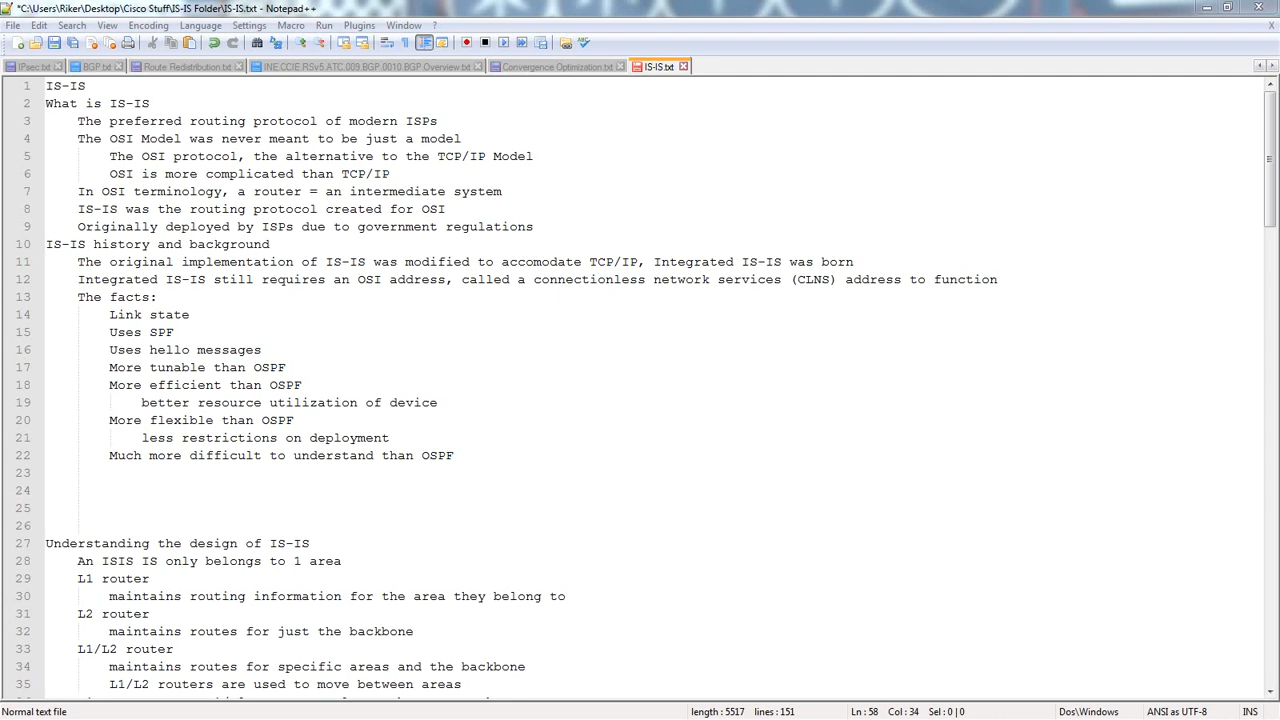 *C:\Users\Riker\Desktop\Cisco Stuff\IS-IS Folder\IS-IS.txt - Notepad++
File Edit Search View Encoding Language Settings Macro Run Plugins Window ? X
IPsec.txt BGP.txt Route Redistribution.txt INE.CCIE.RSv5.ATC.009.BGP.0010.BGP Overview.txt Convergence Optimization.txt IS-IS.txt
1 IS-IS
2 What is IS-IS
3 The preferred routing protocol of modern ISPs
4 The OSI Model was never meant to be just a model
5 The OSI protocol, the alternative to the TCP/IP Model
6 OSI is more complicated than TCP/IP
7 In OSI terminology, a router = an intermediate system
8 IS-IS was the routing protocol created for OSI
9 Originally deployed by ISPs due to government regulations
10 IS-IS history and background
11 The original implementation of IS-IS was modified to accomodate TCP/IP, Integrated IS-IS was born
12 Integrated IS-IS still requires an OSI address, called a connectionless network services (CLNS) address to function
13 The facts:
14 Link state
15 Uses SPF
16 Uses hello messages
17 More tunable than OSPF
18 More efficient than OSPF
19 better resource utilization of device
20 More flexible than OSPF
21 less restrictions on deployment
22 Much more difficult to understand than OSPF
23
24
25
26
27 Understanding the design of IS-IS
28 An ISIS IS only belongs to 1 area
29 L1 router
30 maintains routing information for the area they belong to
31 L2 router
32 maintains routes for just the backbone
33 L1/L2 router
34 maintains routes for specific areas and the backbone
35 L1/L2 routers are used to move between areas
Normal text file length : 5517 lines : 151 Ln : 58 Col : 34 Sel : 0 | 0 Dos\Windows ANSI as UTF-8 INS